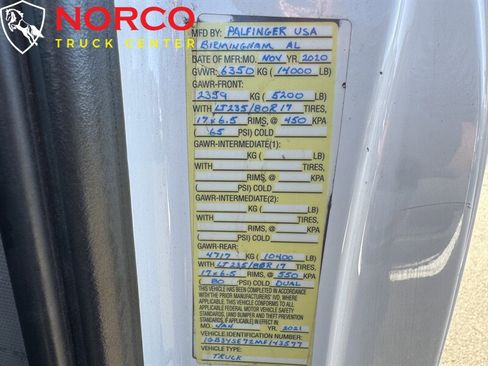 NORCO
TRUCK CENTER
MFD BY: PALFINGER USA
BIRMINGHAM AL
DATE OF MFR:MO. NOV YR. 2020
GVWR: 6350 KG (14000 LB)
GAWR-FRONT:
2359 KG (5200 LB)
WITH LT235/80R17 TIRES,
17x6.5 RIMS, @ 450 KPA
(65 PSI) COLD
GAWR-INTERMEDIATE(1):
KG ( LB)
WITH TIRES,
RIMS, @ KPA
( PSI) COLD
GAWR-INTERMEDIATE(2):
KG ( LB)
WITH TIRES,
RIMS, @ KPA
( PSI) COLD
GAWR-REAR:
4717 KG (10400 LB)
WITH LT235/80R17 TIRES,
17x6.5 RIMS, @ 550 KPA
(80 PSI) COLD DUAL
THIS VEHICLE HAS BEEN COMPLETED IN ACCORDANCE
WITH THE PRIOR MANUFACTURERS' IVD, WHERE
APPLICABLE. THIS VEHICLE CONFORMS TO ALL
APPLICABLE FEDERAL MOTOR VEHICLE SAFETY
STANDARDS, [AND BUMPER AND THEFT PREVENTION
STANDARDS, IF APPLICABLE] IN EFFECT IN
MO. JAN YR. 2021
VEHICLE IDENTIFICATION NUMBER:
1GB3YSE72MF143577
TRUCK